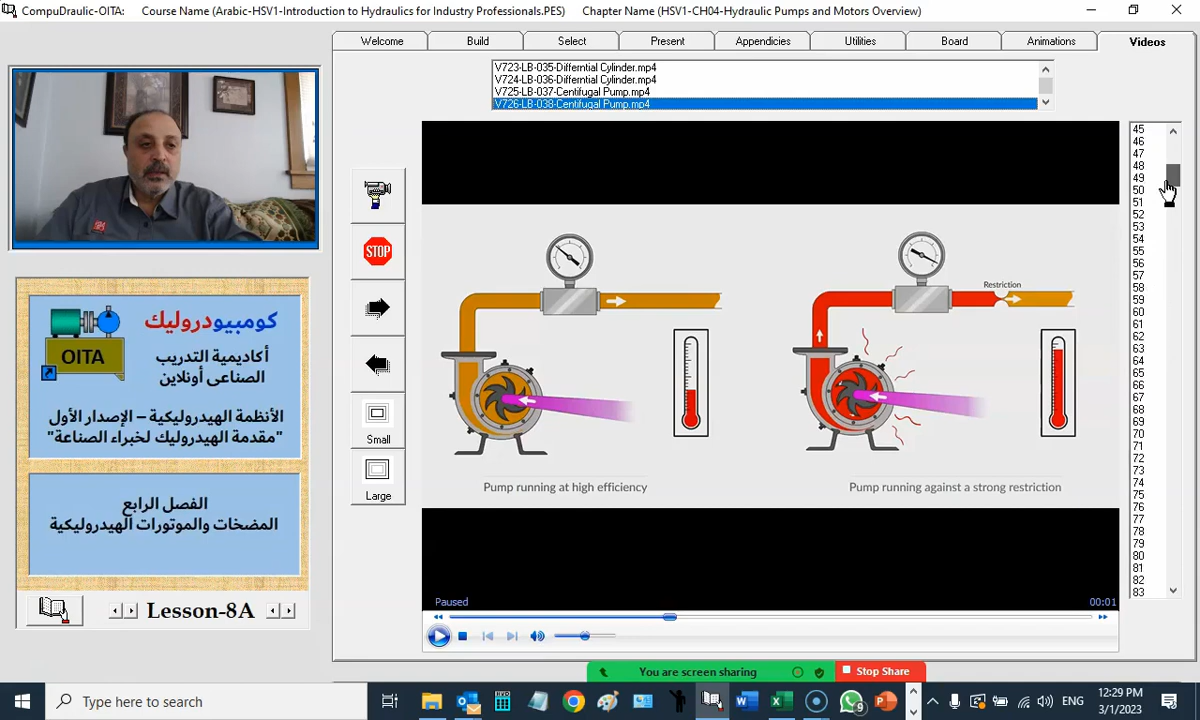 CompuDraulic-OITA: Course Name (Arabic-HSV1-Introduction to Hydraulics for Industry Professionals.PES) Chapter Name (HSV1-CH04-Hydraulic Pumps and Motors Overview)
Welcome Build Select Present Appendicies Utilities Board Animations Videos
V723-LB-035-Differntial Cylinder.mp4
V724-LB-036-Differntial Cylinder.mp4
V725-LB-037-Centifugal Pump.mp4
V726-LB-038-Centifugal Pump.mp4
45
46
47
48
49
50
51
52
53
54
55
56
57
58
59
60
61
62
63
64
65
66
67
68
69
70
71
72
73
74
75
76
77
78
79
80
81
82
83
STOP
Small
Large
Restriction
Pump running at high efficiency
Pump running against a strong restriction
Paused
00:01
OITA
كومبيودروليك
أكاديمية التدريب
الصناعى أونلاين
الأنظمة الهيدروليكية – الإصدار الأول
"مقدمة الهيدروليك لخبراء الصناعة"
الفصل الرابع
المضخات والموتورات الهيدروليكية
Lesson-8A
You are screen sharing
Stop Share
Type here to search
9
ENG
12:29 PM
3/1/2023